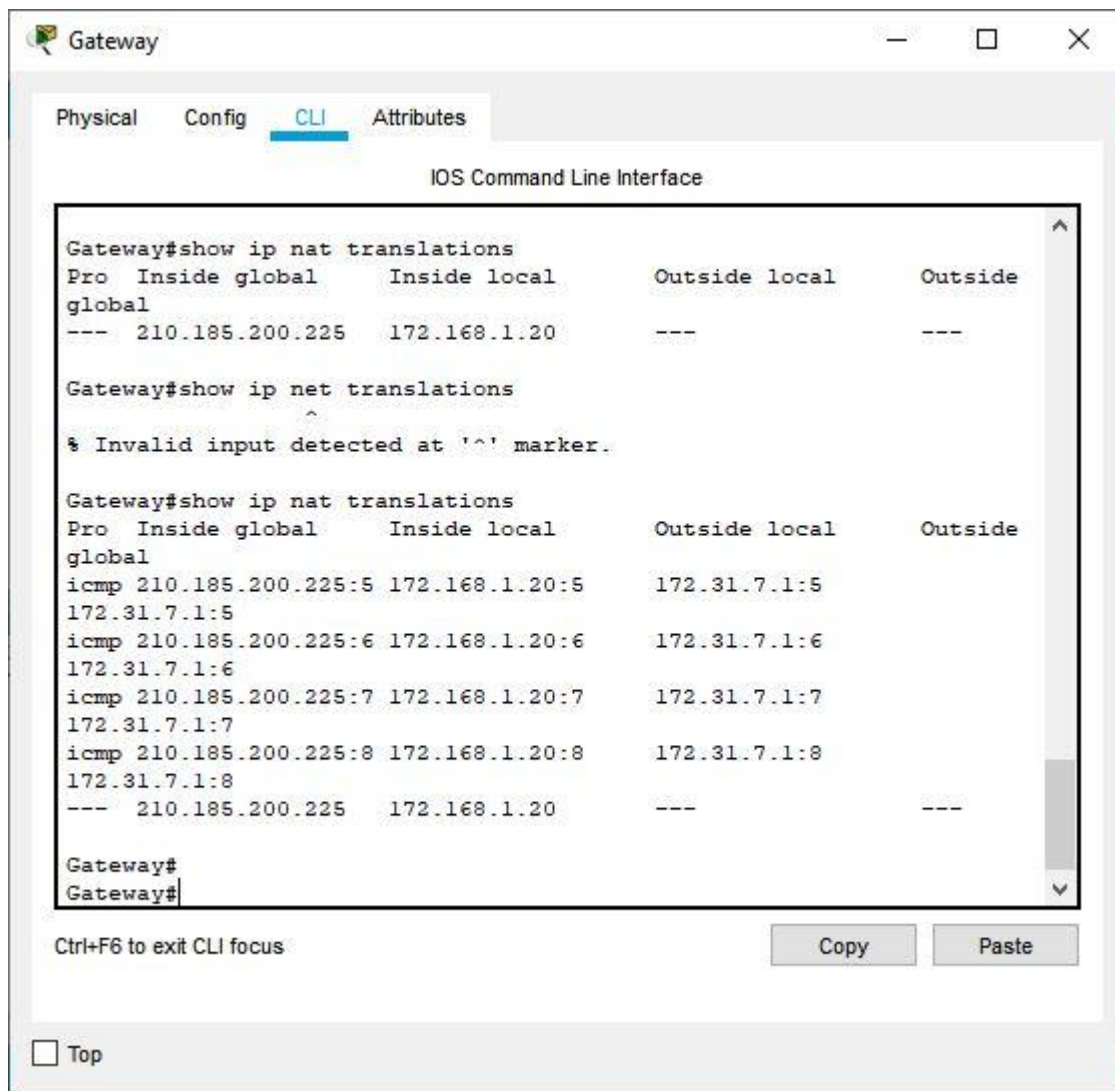 Gateway
Physical Config CLI Attributes
IOS Command Line Interface
Gateway#show ip nat translations
Pro  Inside global     Inside local       Outside local      Outside
global
---  210.185.200.225   172.168.1.20       ---                ---
Gateway#show ip net translations
                 ^
% Invalid input detected at '^' marker.
Gateway#show ip nat translations
Pro  Inside global     Inside local       Outside local      Outside
global
icmp 210.185.200.225:5 172.168.1.20:5     172.31.7.1:5
172.31.7.1:5
icmp 210.185.200.225:6 172.168.1.20:6     172.31.7.1:6
172.31.7.1:6
icmp 210.185.200.225:7 172.168.1.20:7     172.31.7.1:7
172.31.7.1:7
icmp 210.185.200.225:8 172.168.1.20:8     172.31.7.1:8
172.31.7.1:8
---  210.185.200.225   172.168.1.20       ---                ---
Gateway#
Gateway#
Ctrl+F6 to exit CLI focus
Copy Paste
Top